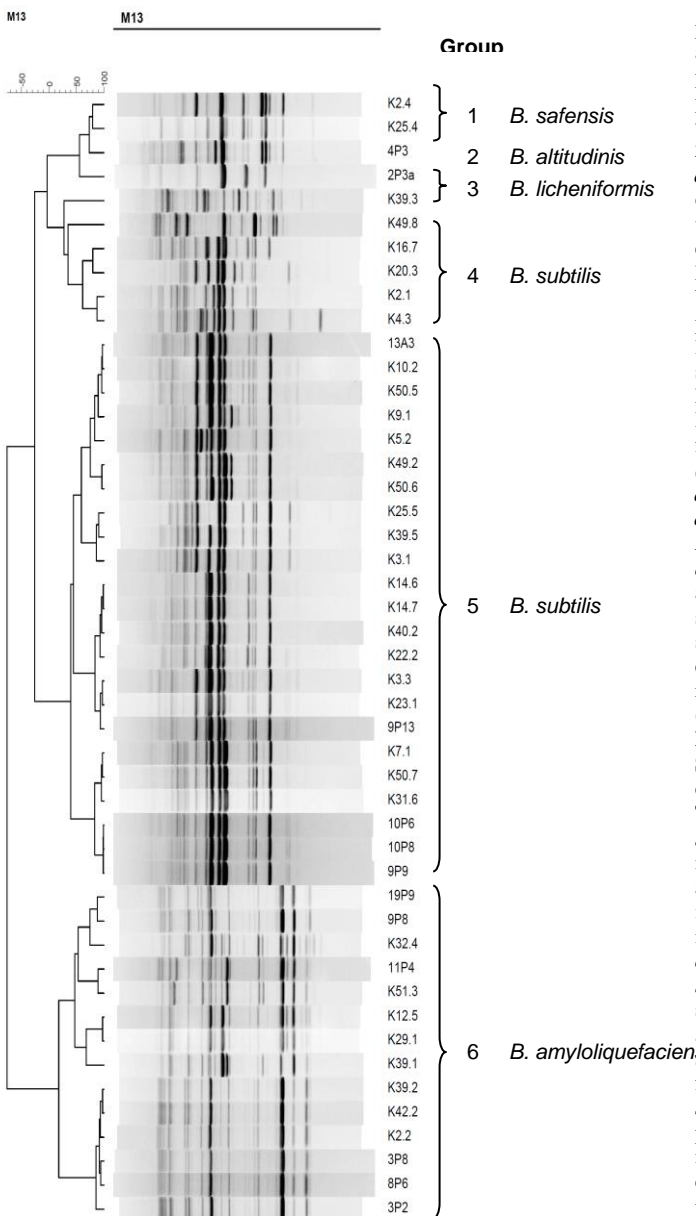 M13
M13
Group
-50 0 50 100
K2.4
K25.4
1 B. safensis
4P3
2 B. altitudinis
2P3a
K39.3
3 B. licheniformis
K49.8
K16.7
K20.3
K2.1
K4.3
4 B. subtilis
13A3
K10.2
K50.5
K9.1
K5.2
K49.2
K50.6
K25.5
K39.5
K3.1
K14.6
K14.7
K40.2
K22.2
K3.3
K23.1
9P13
K7.1
K50.7
K31.6
10P6
10P8
9P9
5 B. subtilis
19P9
9P8
K32.4
11P4
K51.3
K12.5
K29.1
K39.1
K39.2
K42.2
K2.2
3P8
8P6
3P2
6 B. amyloliquefaciens